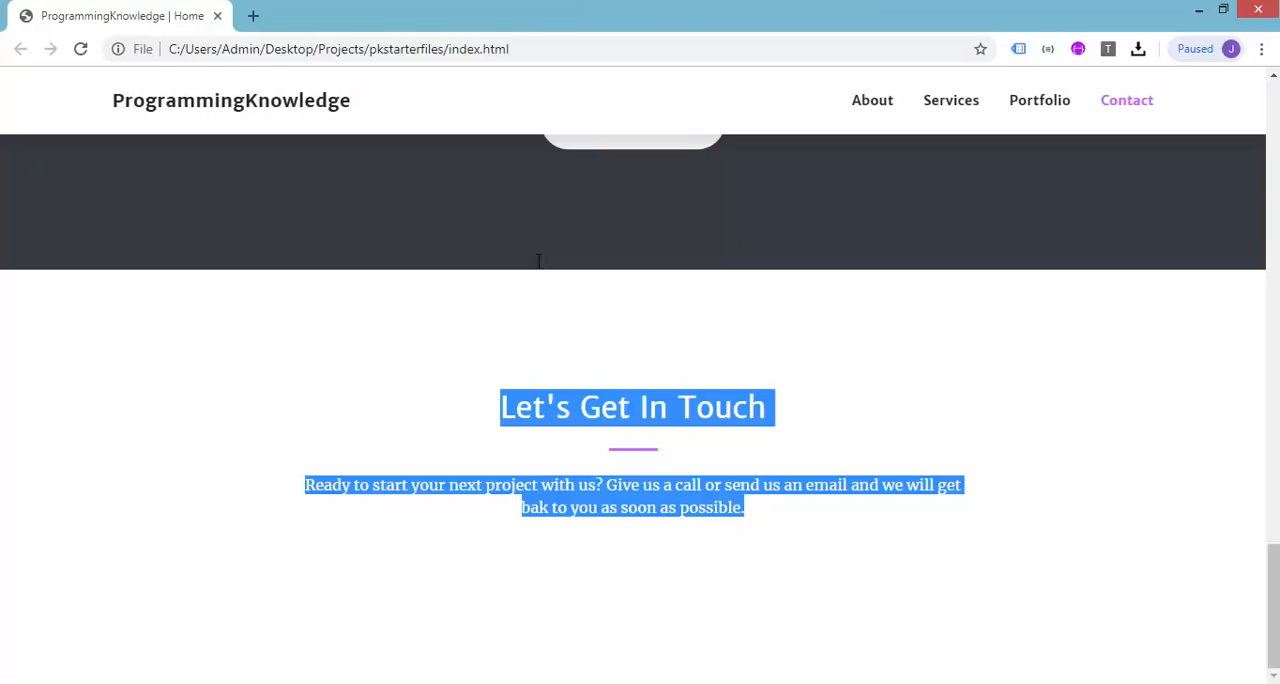 ProgrammingKnowledge | Home
File C:/Users/Admin/Desktop/Projects/pkstarterfiles/index.html Paused J
ProgrammingKnowledge About Services Portfolio Contact
Let's Get In Touch
Ready to start your next project with us? Give us a call or send us an email and we will get
bak to you as soon as possible.